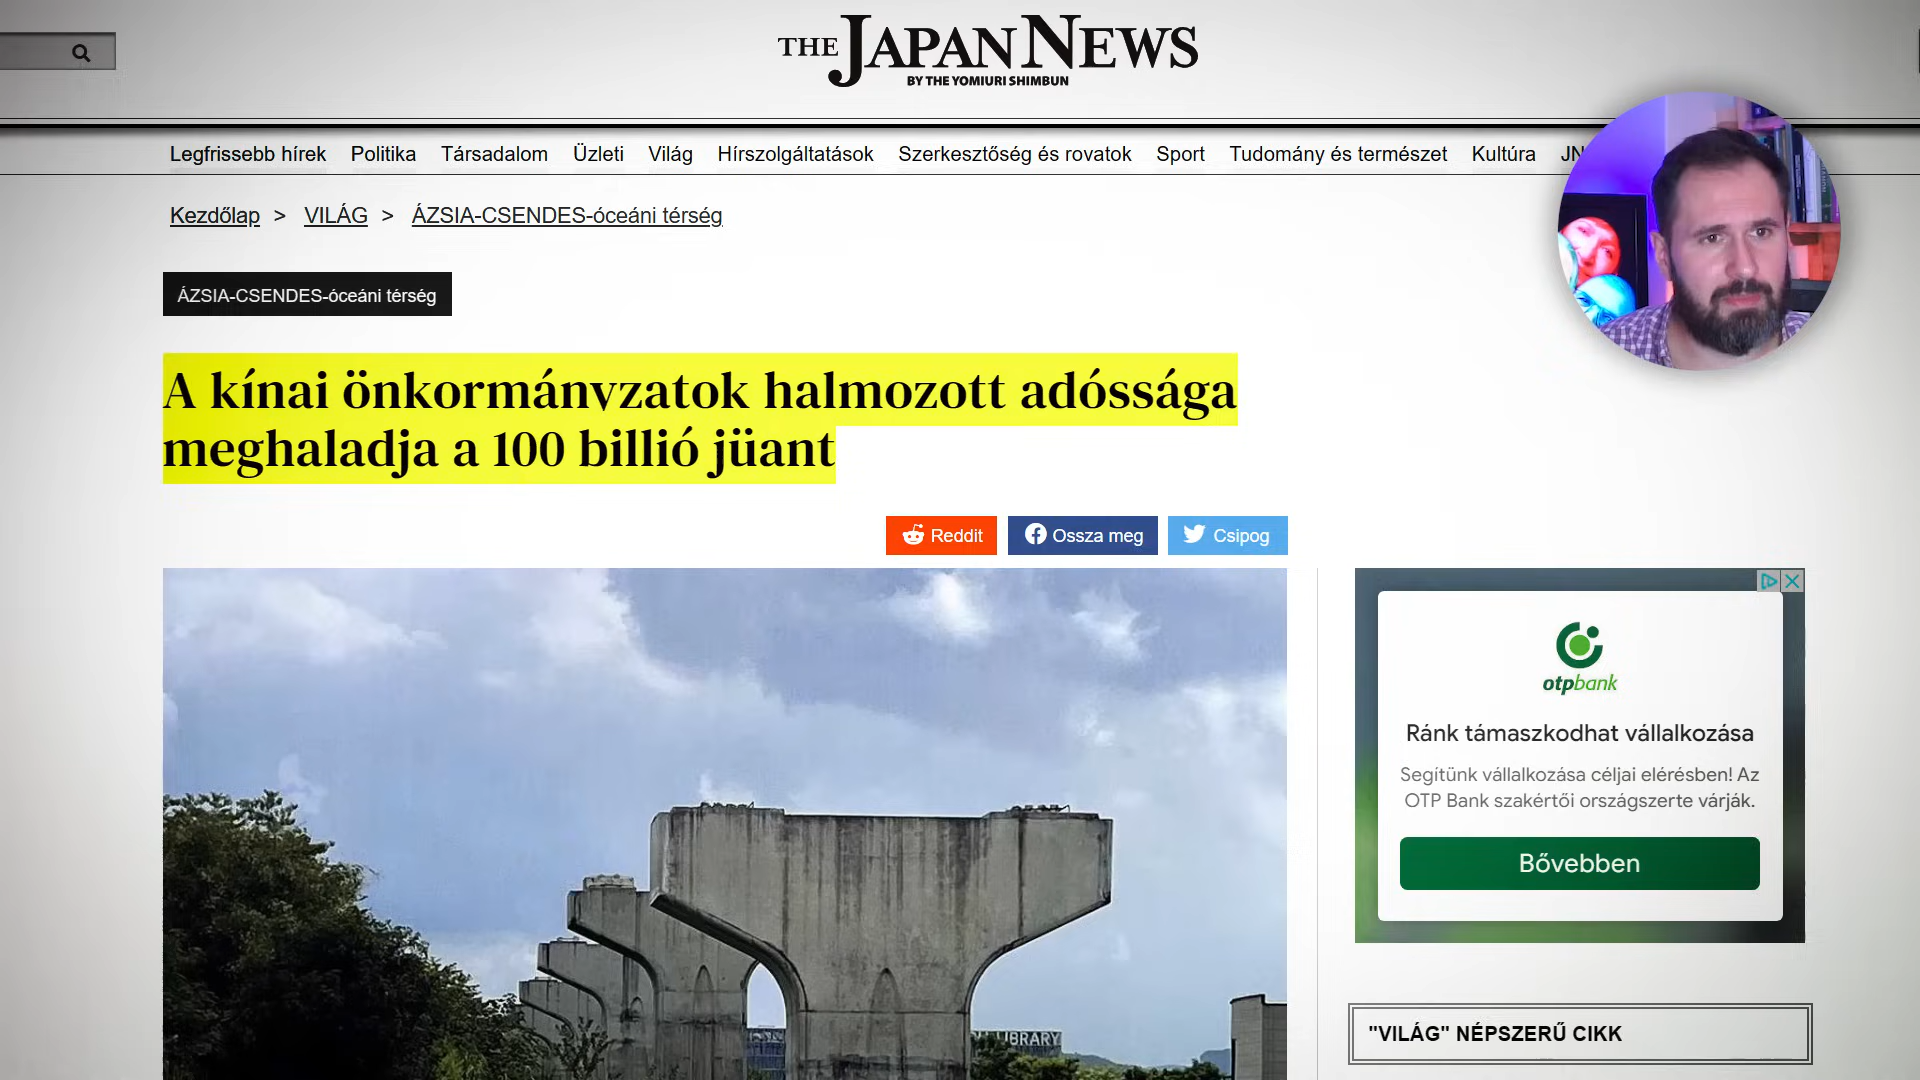 THE JAPAN NEWS
BY THE YOMIURI SHIMBUN
Legfrissebb hírek Politika Társadalom Üzleti Világ Hírszolgáltatások Szerkesztőség és rovatok Sport Tudomány és természet Kultúra JN
Kezdőlap > VILÁG > ÁZSIA-CSENDES-óceáni térség
ÁZSIA-CSENDES-óceáni térség
A kínai önkormányzatok halmozott adóssága
meghaladja a 100 billió jüant
Reddit Ossza meg Csipog
otpbank
Ránk támaszkodhat vállalkozása
Segítünk vállalkozása céljai elérésben! Az
OTP Bank szakértői országszerte várják.
Bővebben
"VILÁG" NÉPSZERŰ CIKK